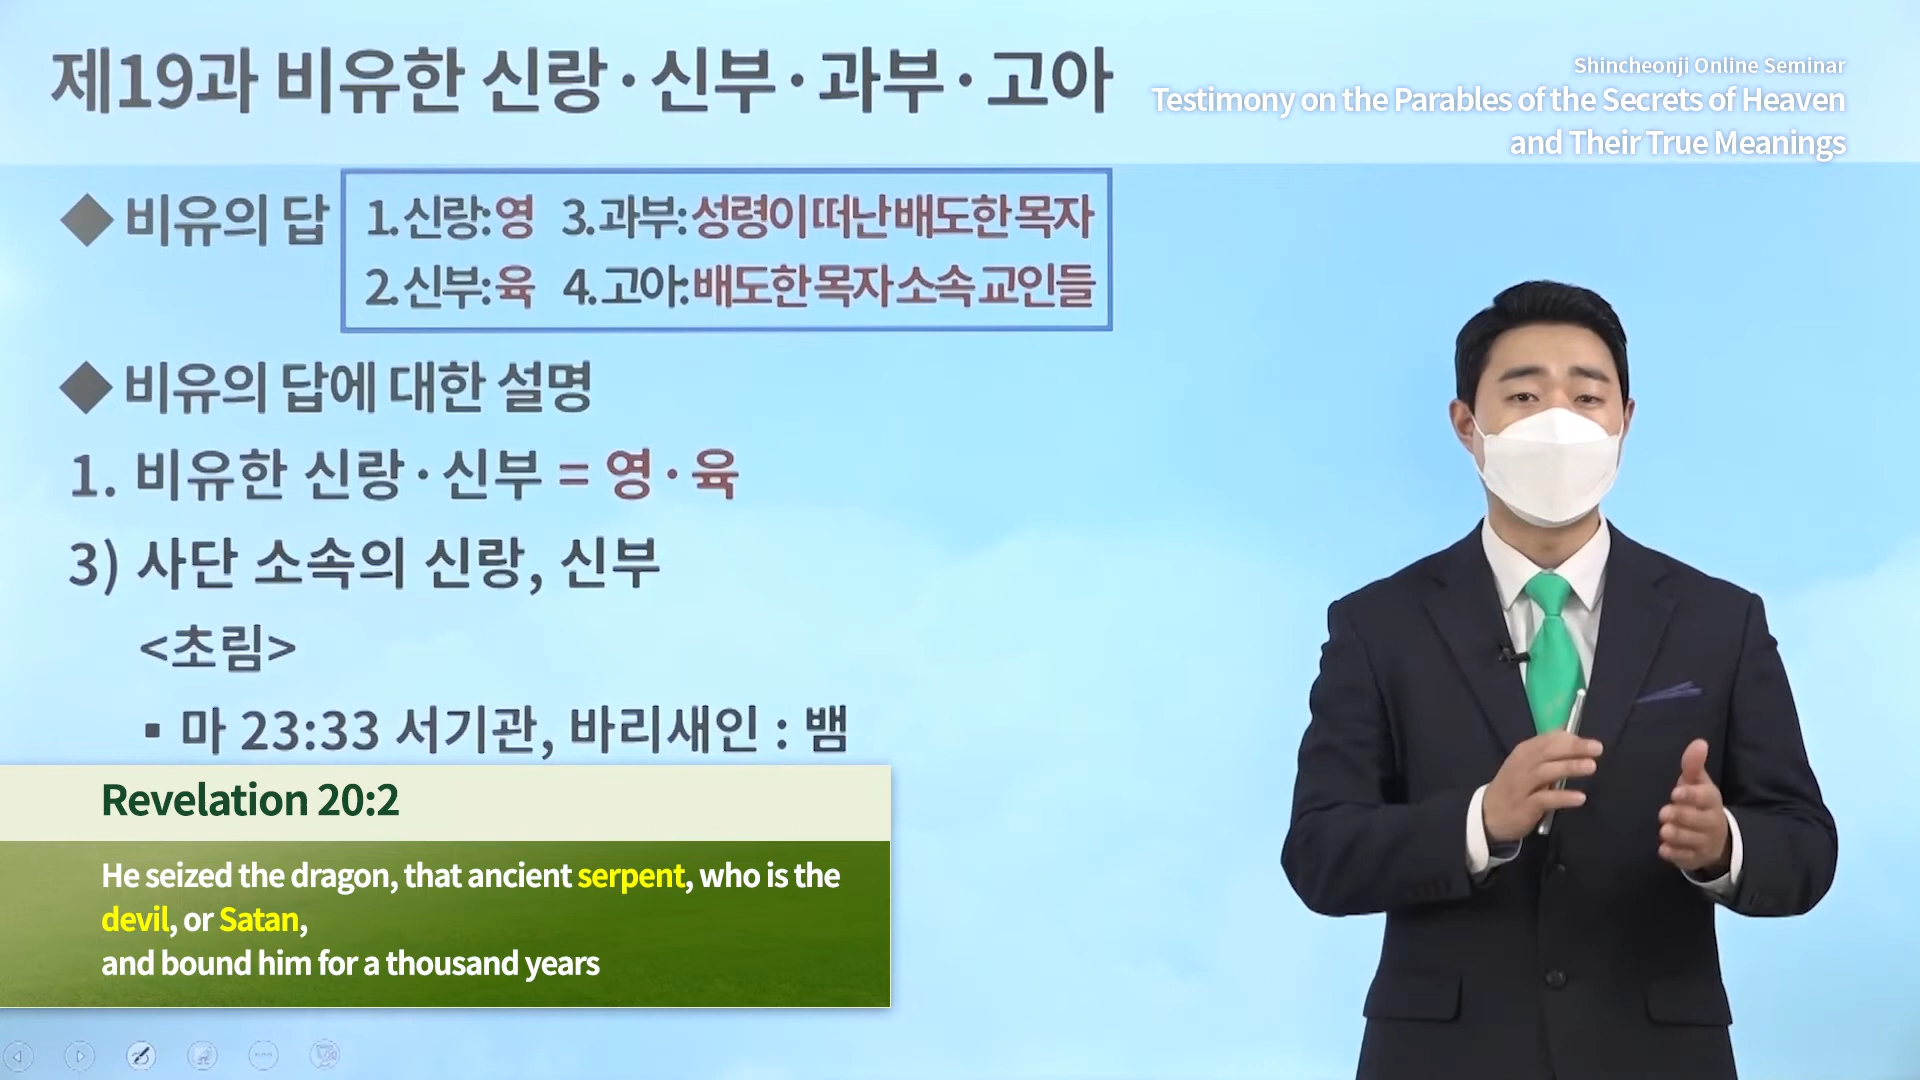 제19과 비유한 신랑·신부·과부·고아
Shincheonji Online Seminar
Testimony on the Parables of the Secrets of Heaven
and Their True Meanings
◆ 비유의 답
1. 신랑: 영 3. 과부: 성령이 떠난 배도한 목자
2. 신부: 육 4. 고아: 배도한 목자 소속 교인들
◆ 비유의 답에 대한 설명
1. 비유한 신랑·신부 = 영·육
3) 사단 소속의 신랑, 신부
<초림>
▪ 마 23:33 서기관, 바리새인 : 뱀
Revelation 20:2
He seized the dragon, that ancient serpent, who is the
devil, or Satan,
and bound him for a thousand years